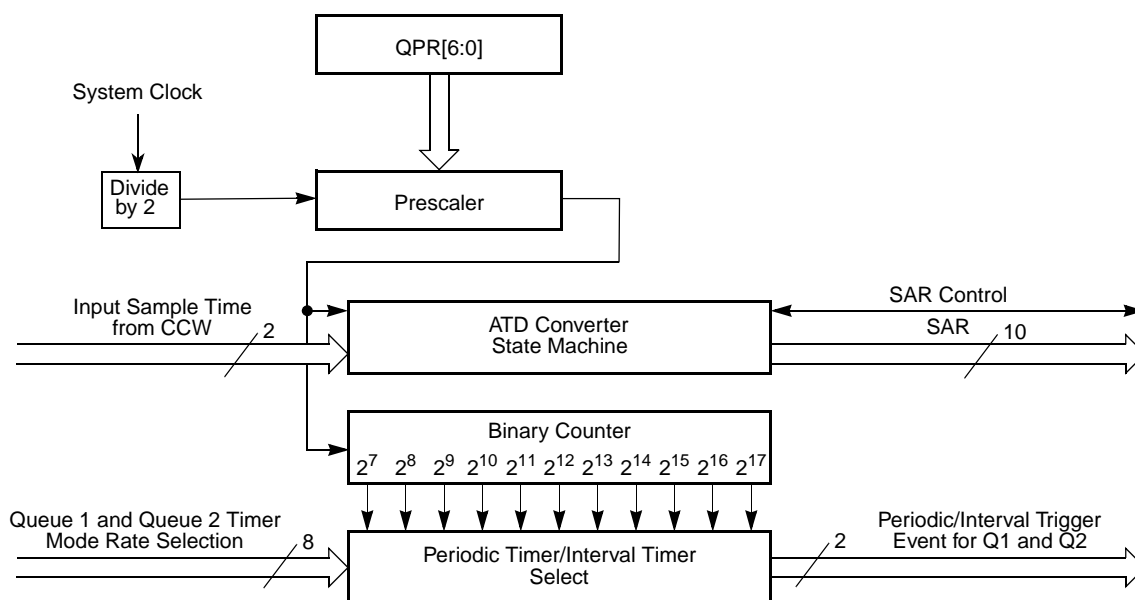 QPR[6:0]
System Clock
Divide
by 2
Prescaler
Input Sample Time
from CCW
2
ATD Converter
State Machine
SAR Control
SAR
10
Binary Counter
2^7 2^8 2^9 2^10 2^11 2^12 2^13 2^14 2^15 2^16 2^17
Queue 1 and Queue 2 Timer
Mode Rate Selection
8
Periodic Timer/Interval Timer
Select
2
Periodic/Interval Trigger
Event for Q1 and Q2